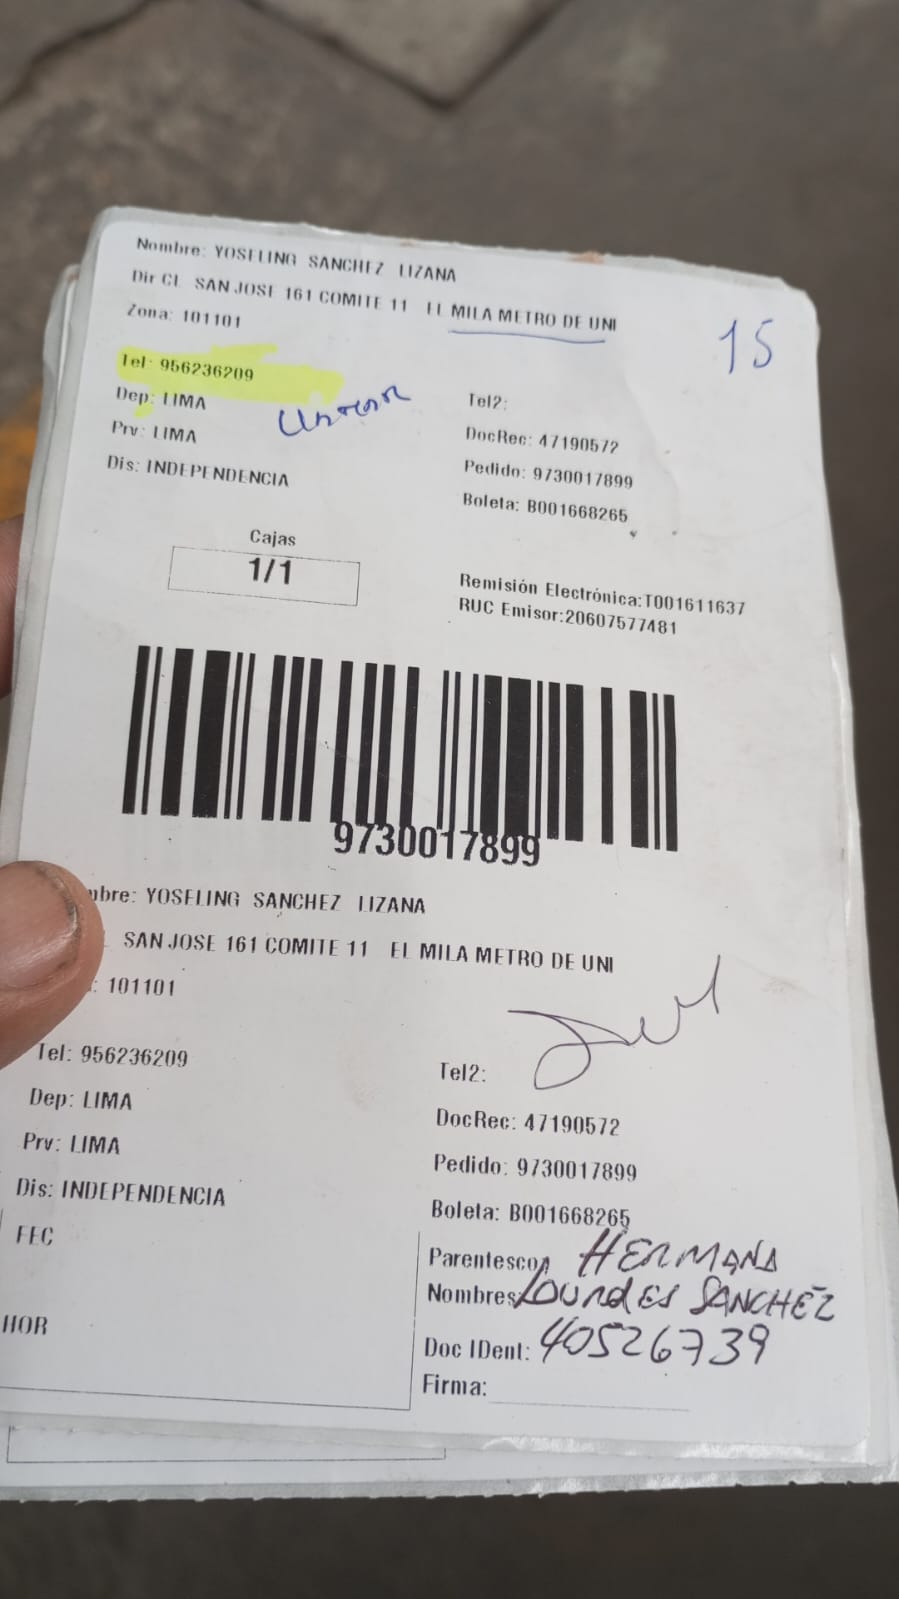 Nombre: YOSELING SANCHEZ LIZANA
Dir CL SAN JOSE 161 COMITE 11 EL MILA METRO DE UNI
Zona: 101101
15
Tel: 956236209
Dep: LIMA
Prv: LIMA
Dis: INDEPENDENCIA
Tel2:
DocRec: 47190572
Pedido: 9730017899
Boleta: B001668265
Cajas
1/1
Remisión Electrónica:T001611637
RUC Emisor:20607577481
9730017899
mbre: YOSELING SANCHEZ LIZANA
SAN JOSE 161 COMITE 11 EL MILA METRO DE UNI
: 101101
Tel: 956236209
Dep: LIMA
Prv: LIMA
Dis: INDEPENDENCIA
FEC
HOR
Tel2:
DocRec: 47190572
Pedido: 9730017899
Boleta: B001668265
Parentesco HERMANA
Nombres: LOURDES SANCHEZ
Doc IDent: 40526739
Firma: